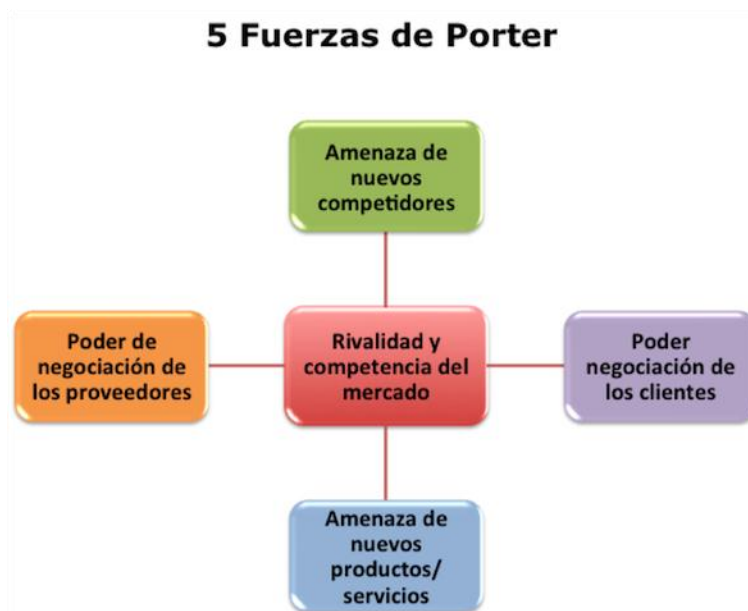 5 Fuerzas de Porter
Amenaza de
nuevos
competidores
Poder de
negociación de
los proveedores
Rivalidad y
competencia del
mercado
Poder
negociación de
los clientes
Amenaza de
nuevos
productos/
servicios